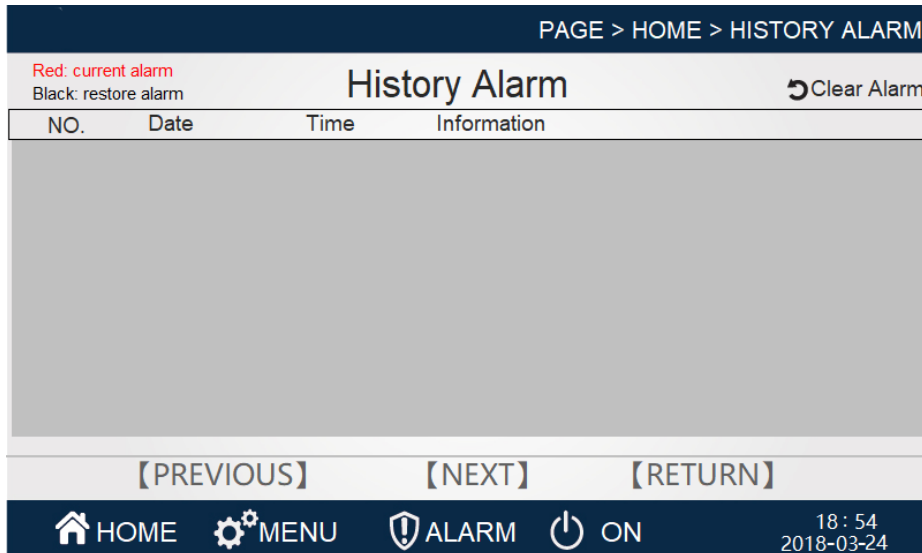 PAGE > HOME > HISTORY ALARM
Red: current alarm
Black: restore alarm
History Alarm
Clear Alarm
NO. Date Time Information
【PREVIOUS】 【NEXT】 【RETURN】
HOME MENU ALARM ON
18：54
2018-03-24